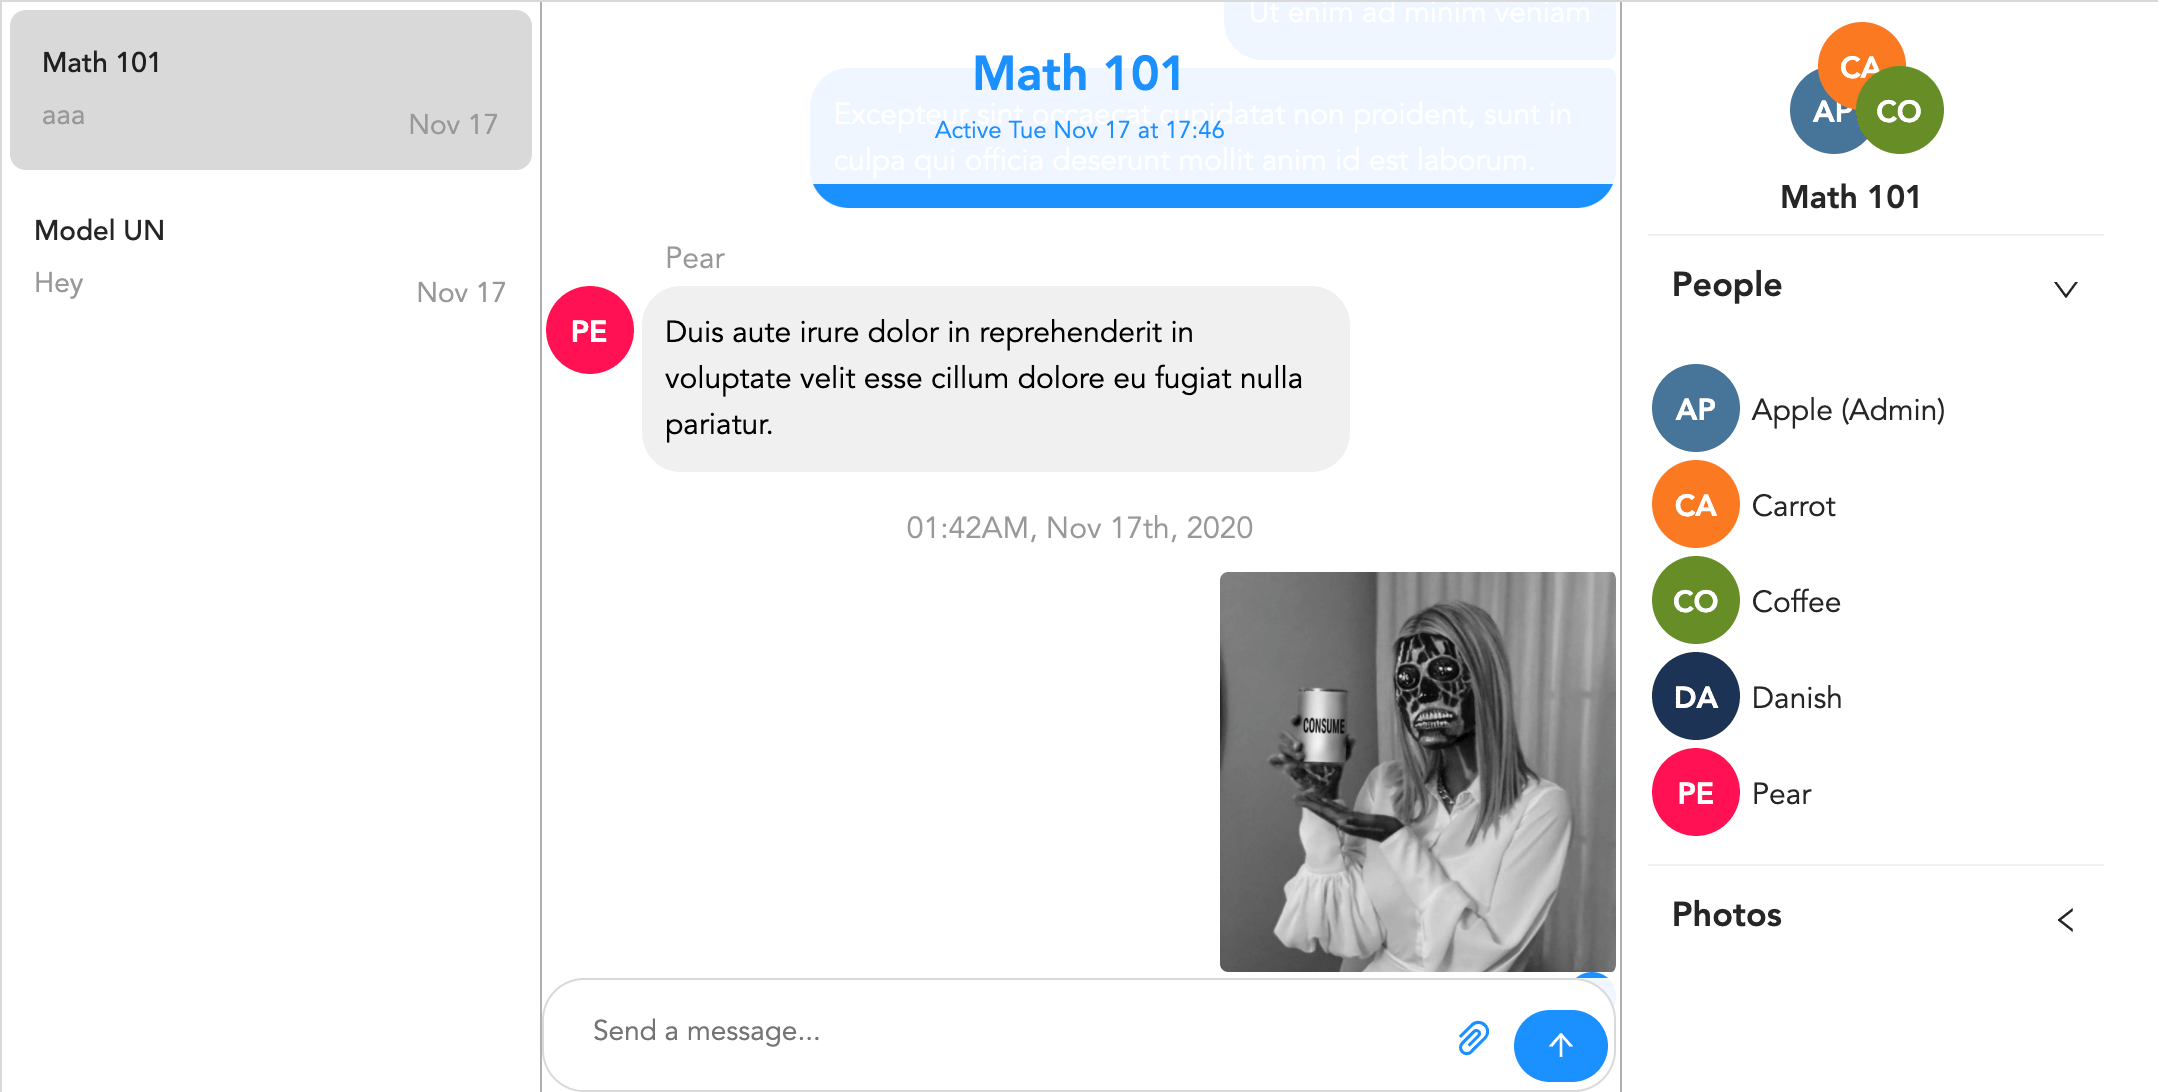 Math 101
aaa
Nov 17
Model UN
Hey
Nov 17
Ut enim ad minim veniam
Math 101
Excepteur sint occaecat cupidatat non proident, sunt in
Active Tue Nov 17 at 17:46
culpa qui officia deserunt mollit anim id est laborum.
Pear
PE
Duis aute irure dolor in reprehenderit in
voluptate velit esse cillum dolore eu fugiat nulla
pariatur.
01:42AM, Nov 17th, 2020
CONSUME
Send a message...
CA
AP
CO
Math 101
People
AP Apple (Admin)
CA Carrot
CO Coffee
DA Danish
PE Pear
Photos